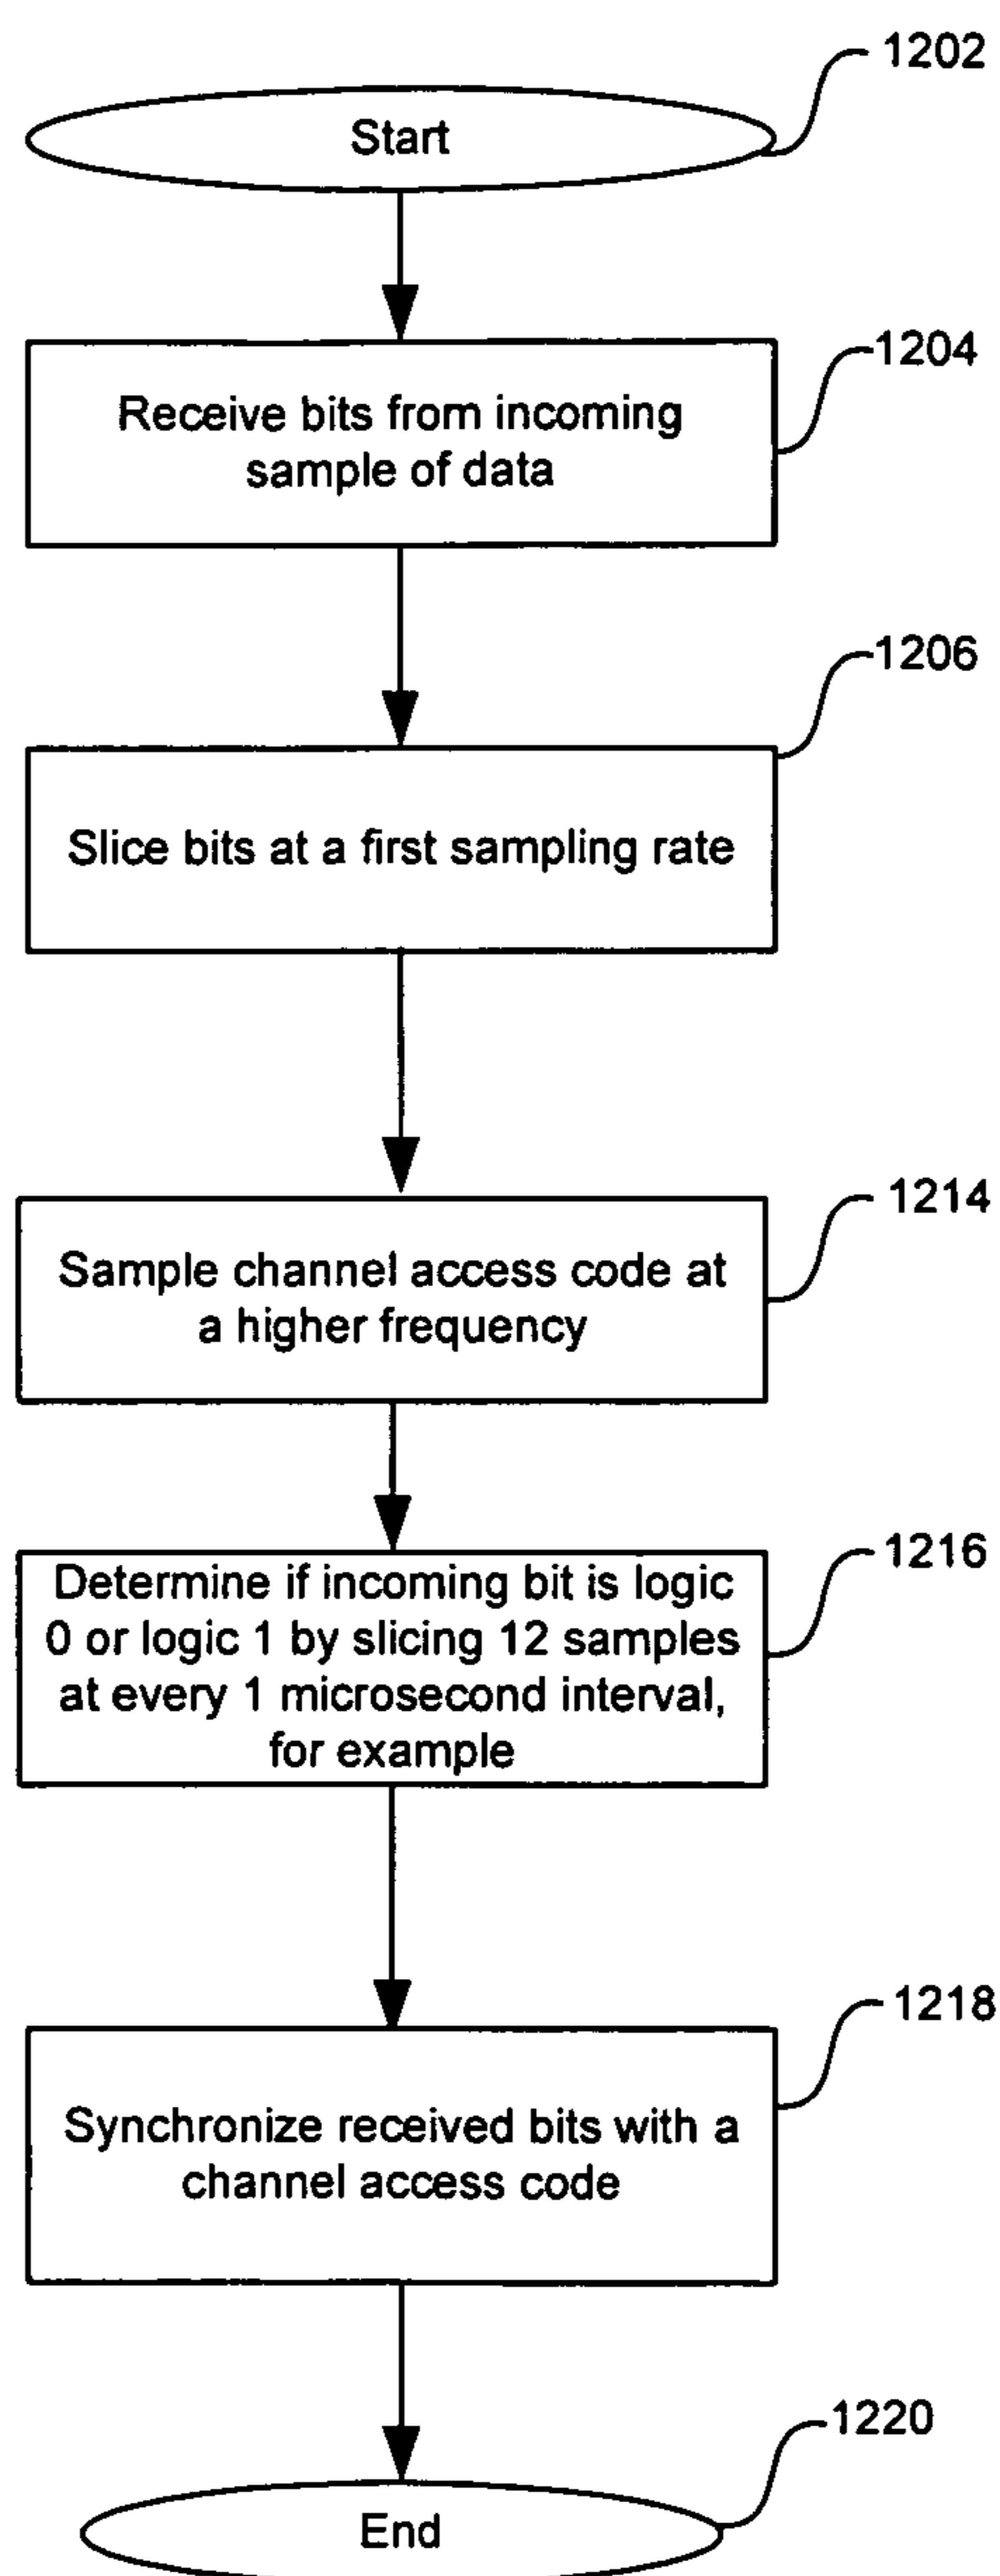 1202
Start
1204
Receive bits from incoming
sample of data
1206
Slice bits at a first sampling rate
1214
Sample channel access code at
a higher frequency
1216
Determine if incoming bit is logic
0 or logic 1 by slicing 12 samples
at every 1 microsecond interval,
for example
1218
Synchronize received bits with a
channel access code
1220
End